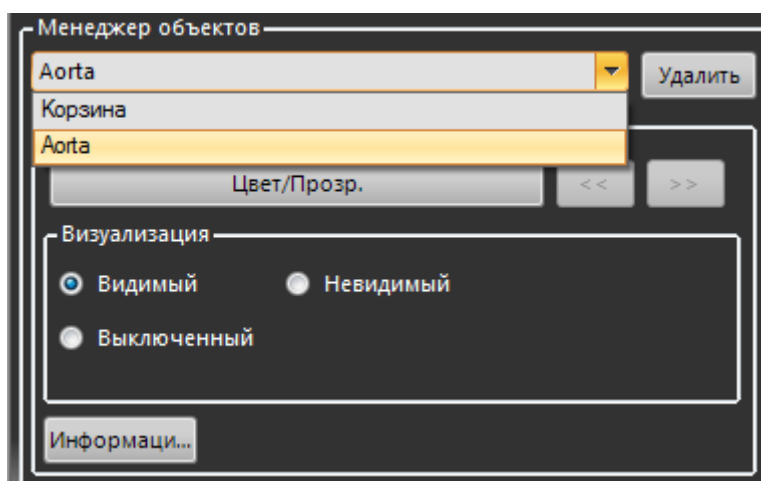 Менеджер объектов
Aorta
Удалить
Корзина
Aorta
Цвет/Прозр. << >>
Визуализация
Видимый Невидимый
Выключенный
Информаци...